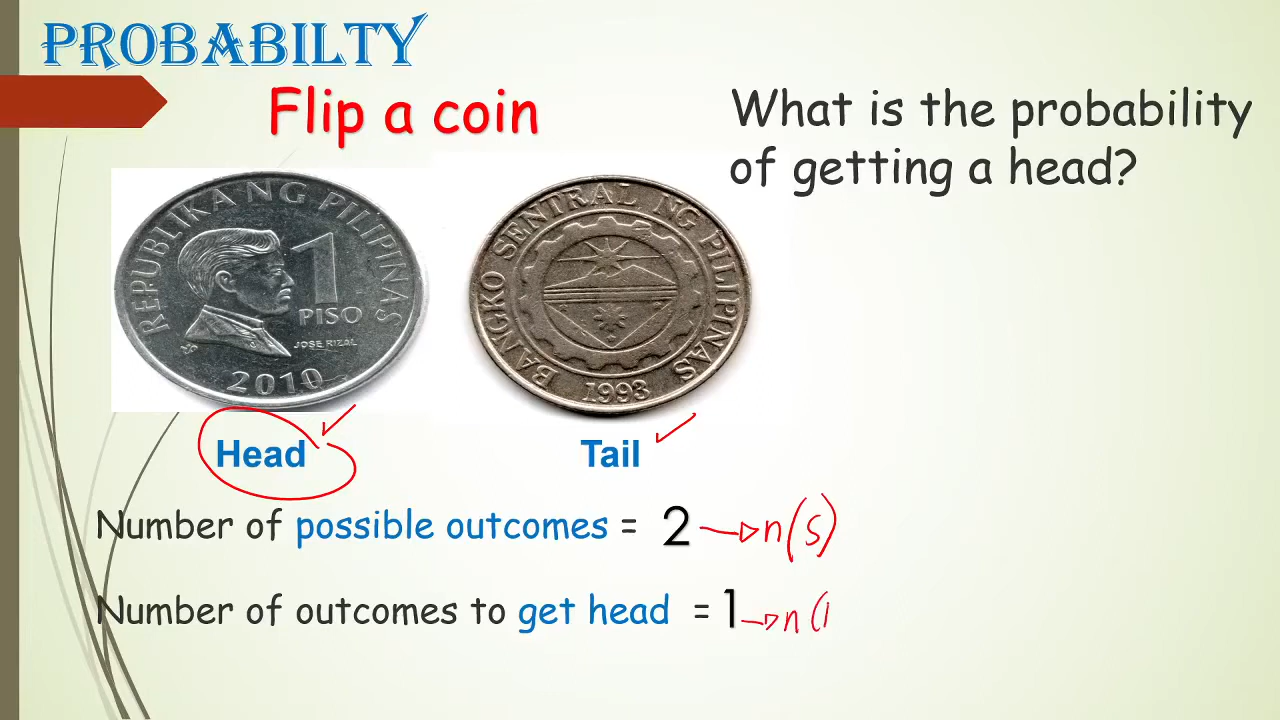 PROBABILTY
Flip a coin
What is the probability
of getting a head?
REPUBLIKA NG PILIPINAS
1
PISO
JOSE RIZAL
2010
BANGKO SENTRAL NG PILIPINAS
1993
Head
Tail
Number of possible outcomes = 2 → n(S)
Number of outcomes to get head = 1 → n(